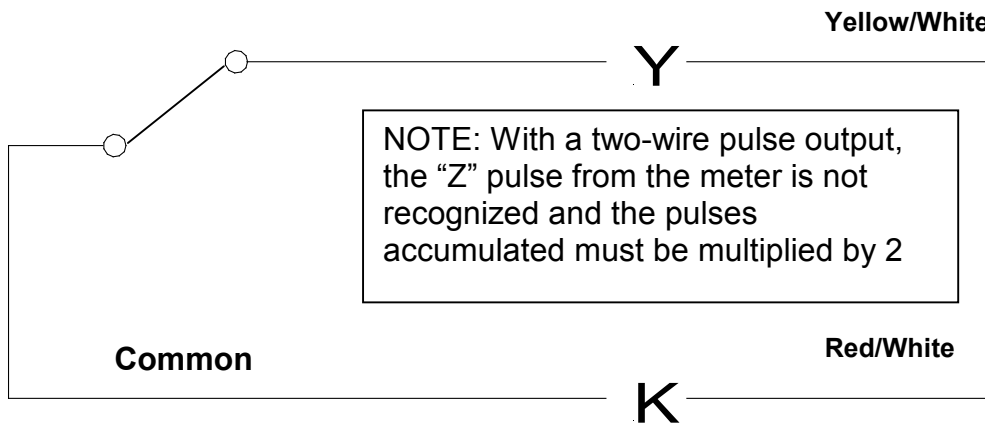 Yellow/White
Y
NOTE: With a two-wire pulse output,
the “Z” pulse from the meter is not
recognized and the pulses
accumulated must be multiplied by 2
Red/White
Common
K